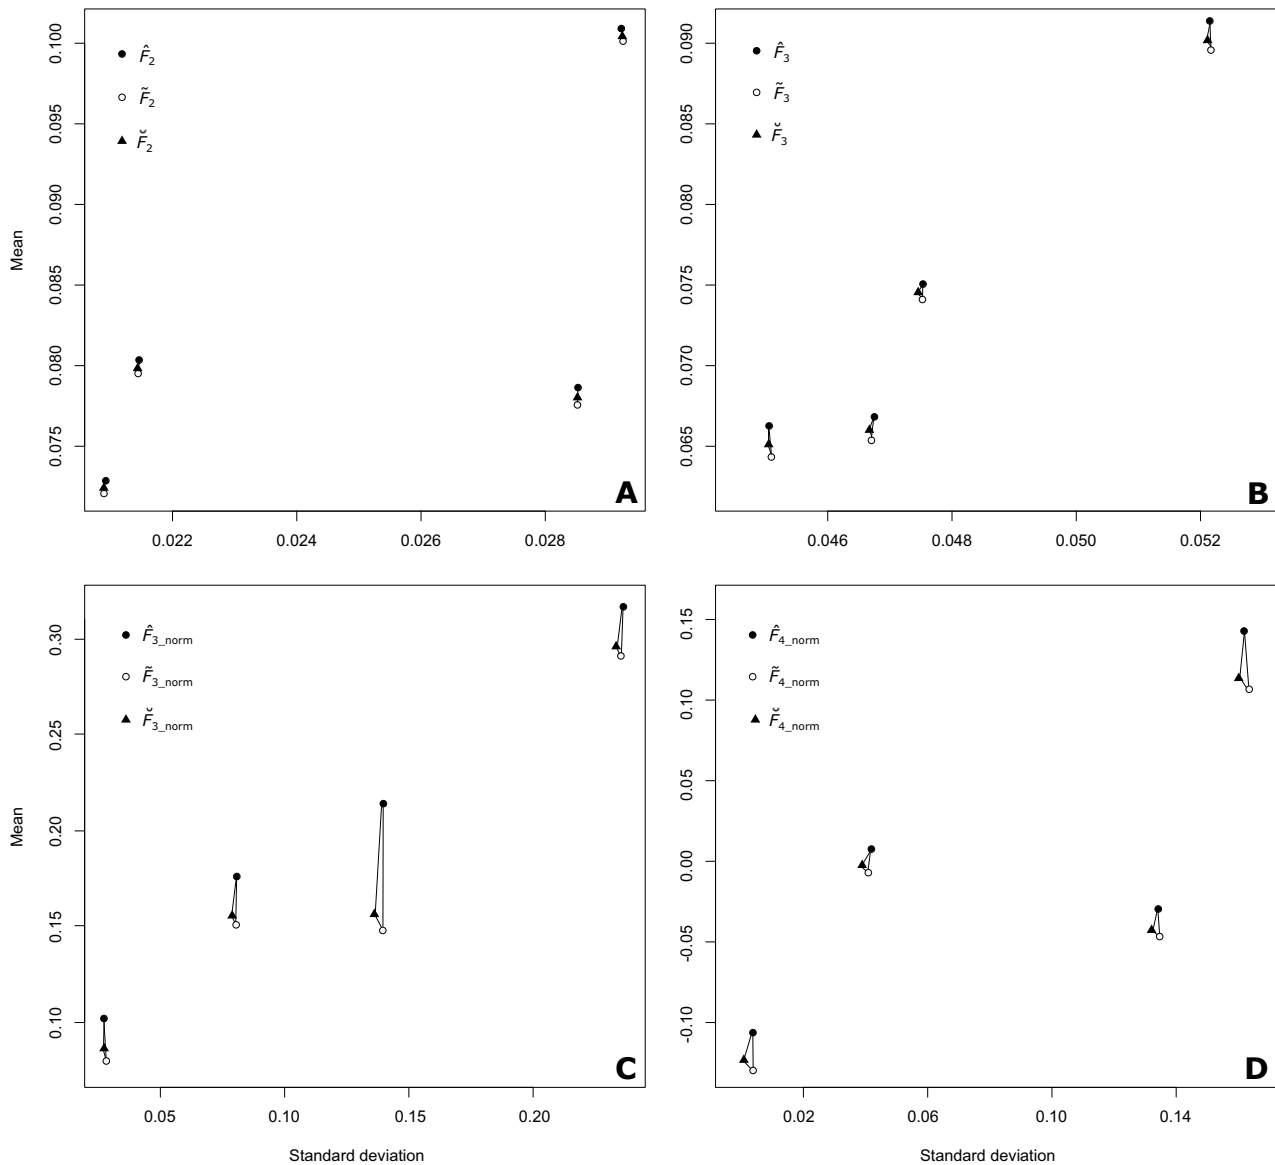 F̂2
F̃2
F̆2
Mean
0.100
0.095
0.090
0.085
0.080
0.075
0.022 0.024 0.026 0.028
A
F̂3
F̃3
F̆3
0.090
0.085
0.080
0.075
0.070
0.065
0.046 0.048 0.050 0.052
B
F̂3_norm
F̃3_norm
F̆3_norm
Mean
0.30
0.25
0.20
0.15
0.10
0.05 0.10 0.15 0.20
Standard deviation
C
F̂4_norm
F̃4_norm
F̆4_norm
0.15
0.10
0.05
0.00
-0.05
-0.10
0.02 0.06 0.10 0.14
Standard deviation
D